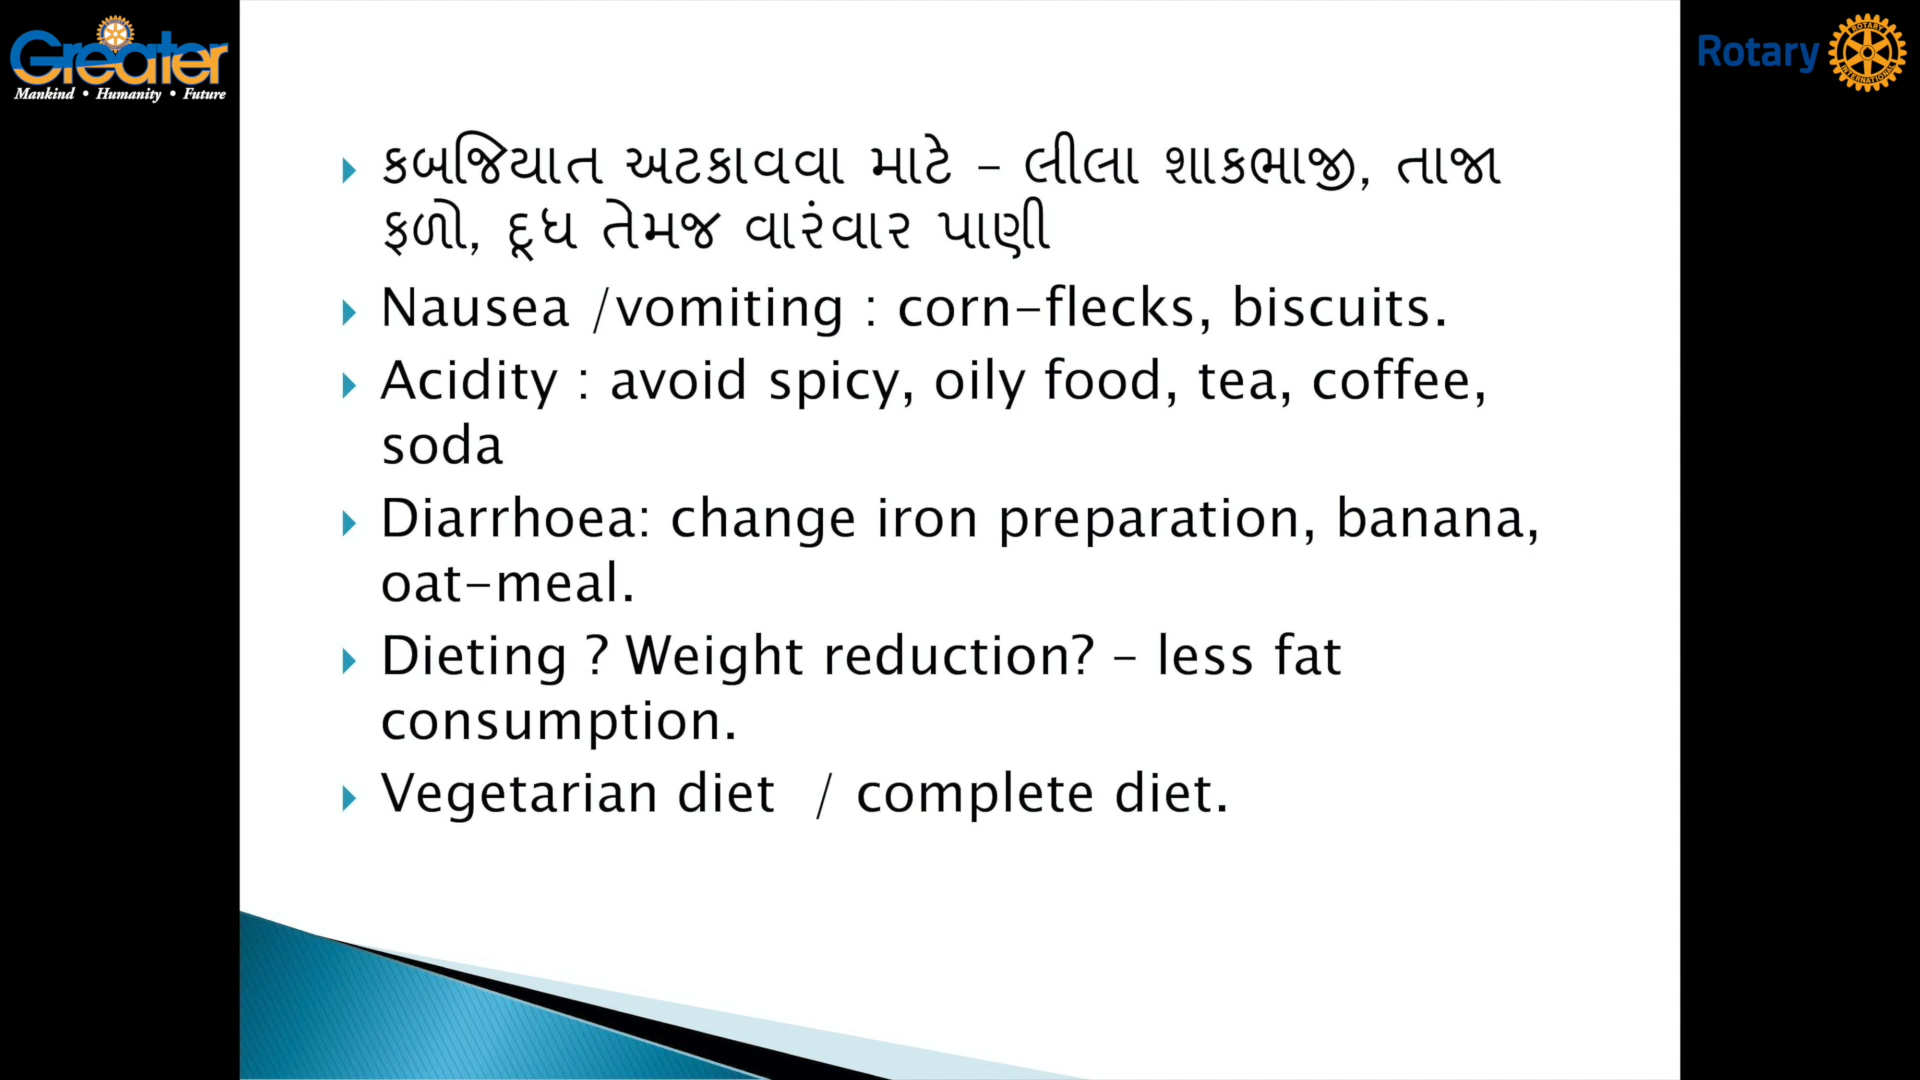 Greater
Mankind • Humanity • Future
Rotary
ROTARY
INTERNATIONAL
કબજિયાત અટકાવવા માટે – લીલા શાકભાજી, તાજા
ફળો, દૂધ તેમજ વારંવાર પાણી
Nausea /vomiting : corn-flecks, biscuits.
Acidity : avoid spicy, oily food, tea, coffee,
soda
Diarrhoea: change iron preparation, banana,
oat-meal.
Dieting ? Weight reduction? – less fat
consumption.
Vegetarian diet / complete diet.